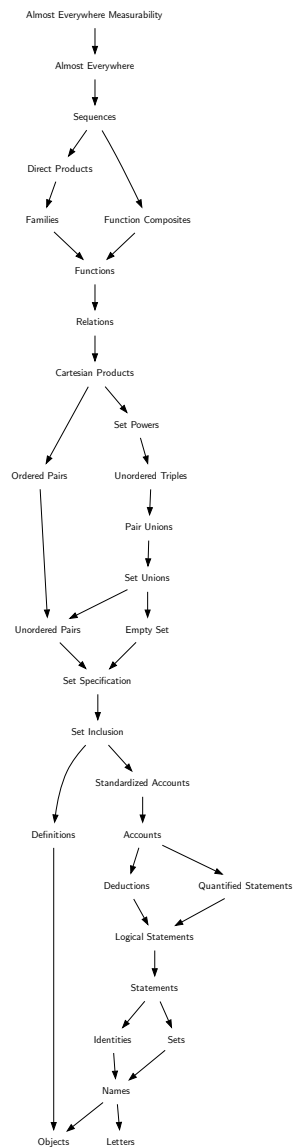 Almost Everywhere Measurability
Almost Everywhere
Sequences
Direct Products
Families
Function Composites
Functions
Relations
Cartesian Products
Set Powers
Ordered Pairs
Unordered Triples
Pair Unions
Set Unions
Unordered Pairs
Empty Set
Set Specification
Set Inclusion
Standardized Accounts
Definitions
Accounts
Deductions
Quantified Statements
Logical Statements
Statements
Identities
Sets
Names
Objects
Letters